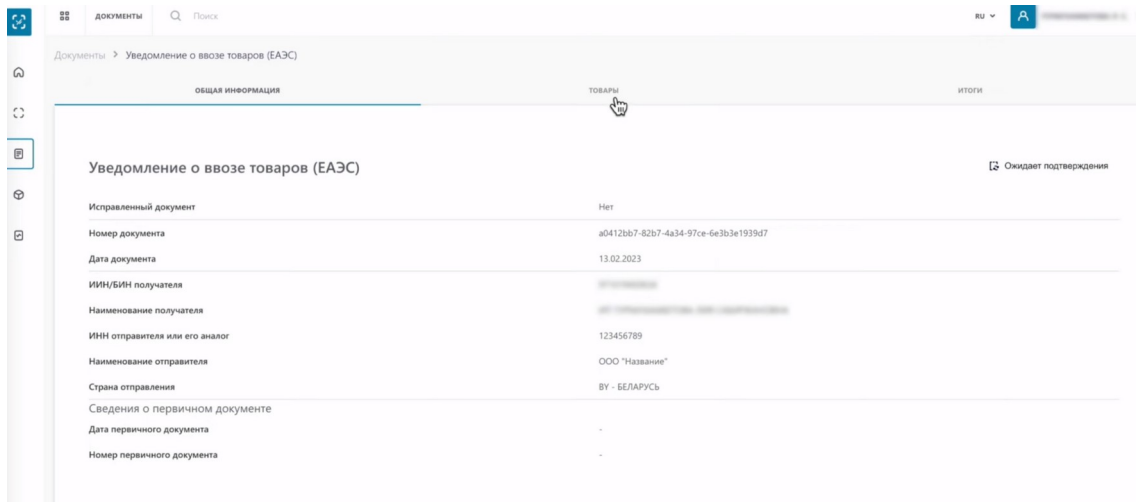 ДОКУМЕНТЫ Поиск RU
Документы > Уведомление о ввозе товаров (ЕАЭС)
ОБЩАЯ ИНФОРМАЦИЯ ТОВАРЫ ИТОГИ
Уведомление о ввозе товаров (ЕАЭС) Ожидает подтверждения
Исправленный документ Нет
Номер документа a0412bb7-82b7-4a34-97ce-6e3b3e1939d7
Дата документа 13.02.2023
ИИН/БИН получателя
Наименование получателя
ИНН отправителя или его аналог 123456789
Наименование отправителя ООО "Название"
Страна отправления BY - БЕЛАРУСЬ
Сведения о первичном документе
Дата первичного документа -
Номер первичного документа -